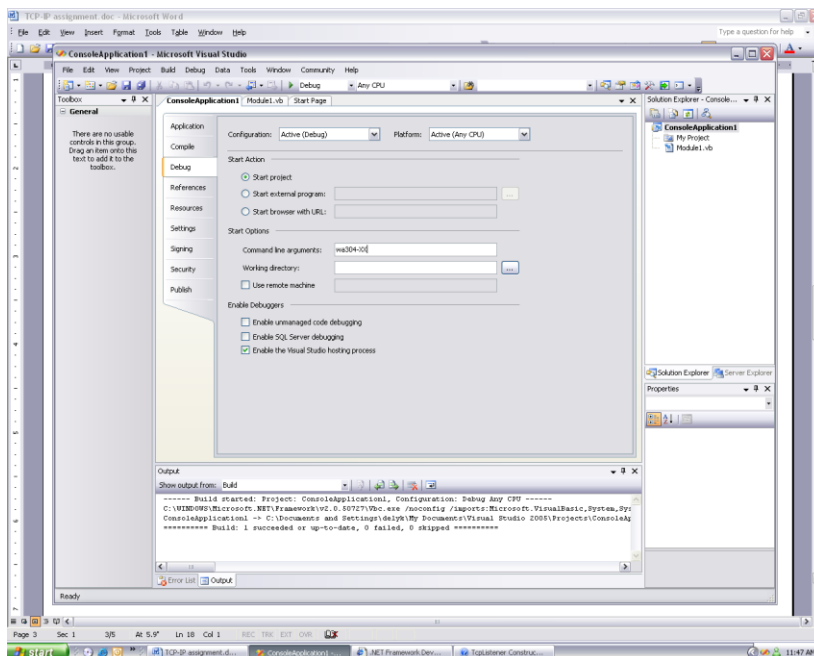 TCP-IP assignment.doc - Microsoft Word
File Edit View Insert Format Tools Table Window Help
Type a question for help
ConsoleApplication1 - Microsoft Visual Studio
File Edit View Project Build Debug Data Tools Window Community Help
Debug
Any CPU
Toolbox
General
There are no usable
controls in this group.
Drag an item onto this
text to add it to the
toolbox.
ConsoleApplication1 Module1.vb Start Page
Application
Compile
Debug
References
Resources
Settings
Signing
Security
Publish
Configuration: Active (Debug)
Platform: Active (Any CPU)
Start Action
Start project
Start external program:
...
Start browser with URL:
Start Options
Command line arguments: wa304-XX
Working directory:
...
Use remote machine
Enable Debuggers
Enable unmanaged code debugging
Enable SQL Server debugging
Enable the Visual Studio hosting process
Solution Explorer - Console...
ConsoleApplication1
My Project
Module1.vb
Solution Explorer Server Explorer
Properties
Output
Show output from: Build
------ Build started: Project: ConsoleApplication1, Configuration: Debug Any CPU ------
C:\WINDOWS\Microsoft.NET\Framework\v2.0.50727\Vbc.exe /noconfig /imports:Microsoft.VisualBasic,System,Sys
ConsoleApplication1 -> C:\Documents and Settings\delyk\My Documents\Visual Studio 2005\Projects\ConsoleAp
========== Build: 1 succeeded or up-to-date, 0 failed, 0 skipped ==========
Error List Output
Ready
Page 3 Sec 1 3/5 At 5.9" Ln 18 Col 1 REC TRK EXT OVR
start
TCP-IP assignment.d...
ConsoleApplication1 -...
.NET Framework Dev...
TcpListener Construc...
11:47 AM